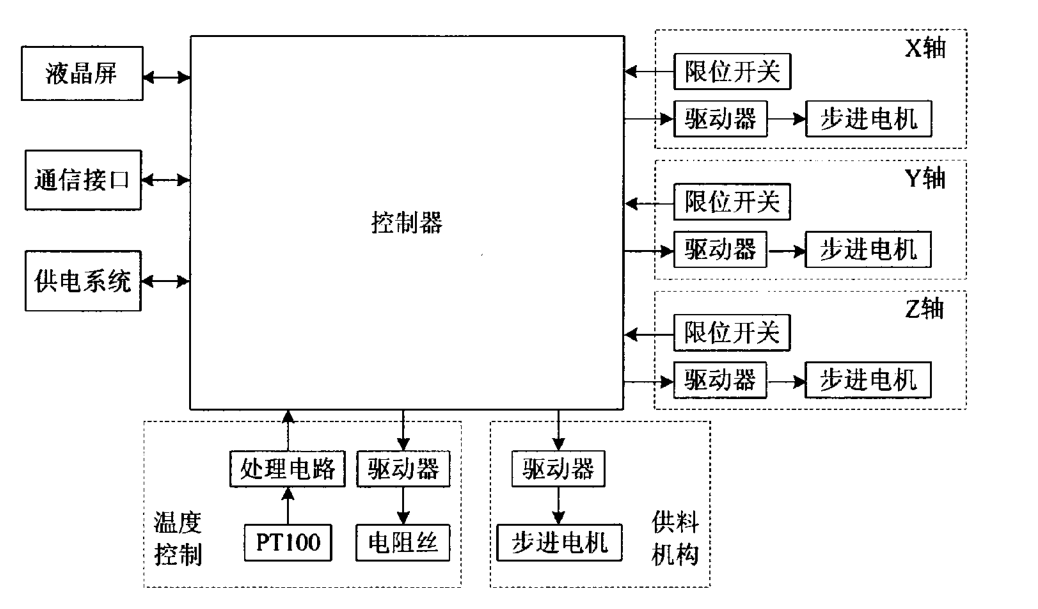 液晶屏
通信接口
供电系统
控制器
X轴
限位开关
驱动器
步进电机
Y轴
限位开关
驱动器
步进电机
Z轴
限位开关
驱动器
步进电机
处理电路
驱动器
PT100
电阻丝
温度
控制
驱动器
步进电机
供料
机构